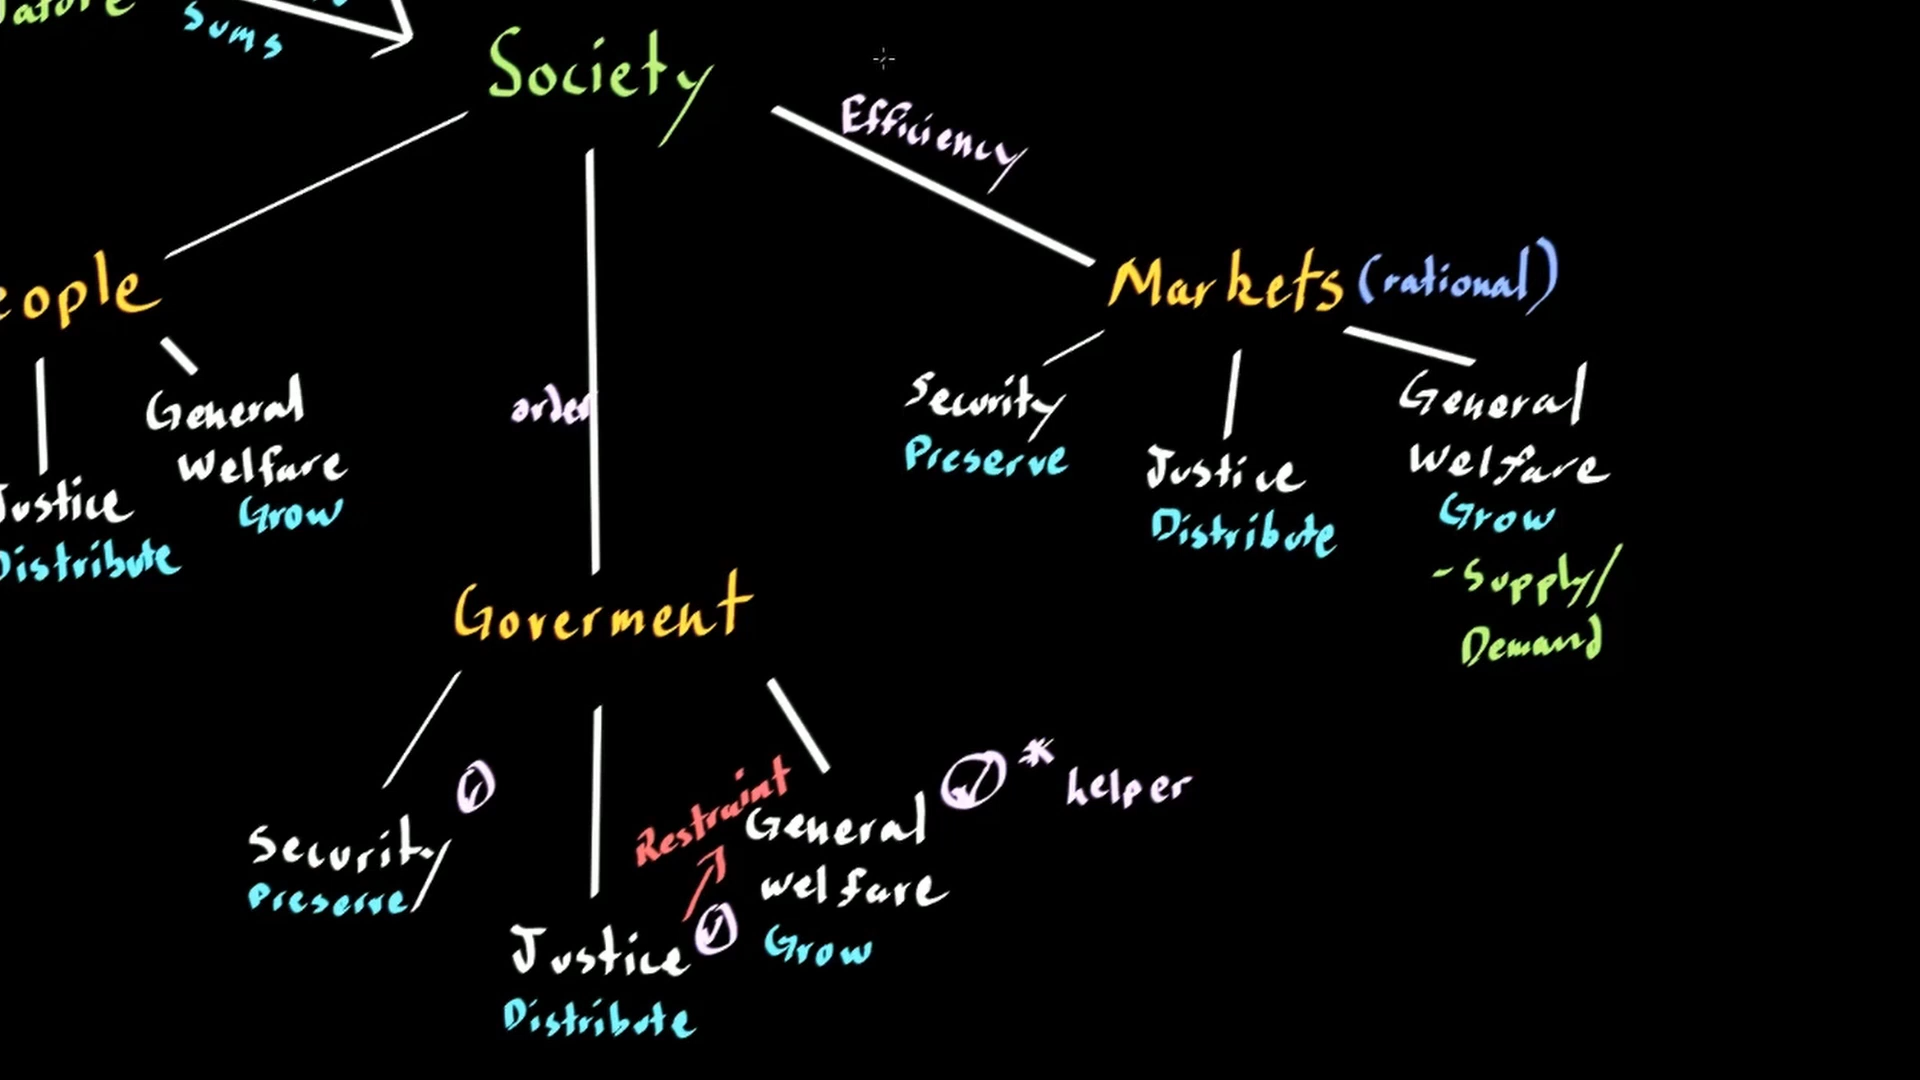 Sums
Society
Efficiency
eople
Markets (rational)
General
Welfare
Grow
Justice
Distribute
order
Security
Preserve
Justice
Distribute
General
Welfare
Grow
- Supply/
Demand
Goverment
Security
Preserve
Restraint
General
welfare
Grow
* helper
Justice
Distribute